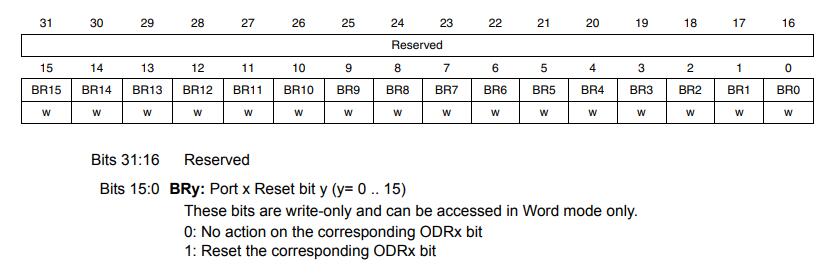 31 30 29 28 27 26 25 24 23 22 21 20 19 18 17 16
Reserved
15 14 13 12 11 10 9 8 7 6 5 4 3 2 1 0
BR15 BR14 BR13 BR12 BR11 BR10 BR9 BR8 BR7 BR6 BR5 BR4 BR3 BR2 BR1 BR0
w w w w w w w w w w w w w w w w
Bits 31:16 Reserved
Bits 15:0 BRy: Port x Reset bit y (y= 0 .. 15)
These bits are write-only and can be accessed in Word mode only.
0: No action on the corresponding ODRx bit
1: Reset the corresponding ODRx bit